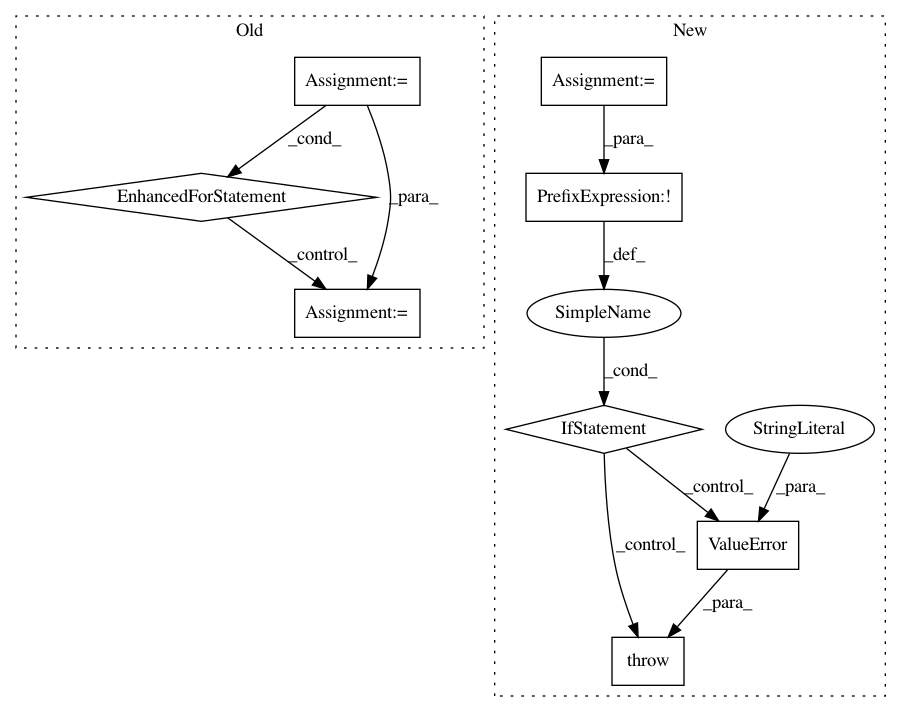 Old
New
Assignment:=
Assignment:=
_cond_
_para_
EnhancedForStatement
PrefixExpression:!
_para_
_control_
_def_
Assignment:=
SimpleName
_cond_
IfStatement
StringLiteral
_control_
_para_
_control_
ValueError
_para_
throw